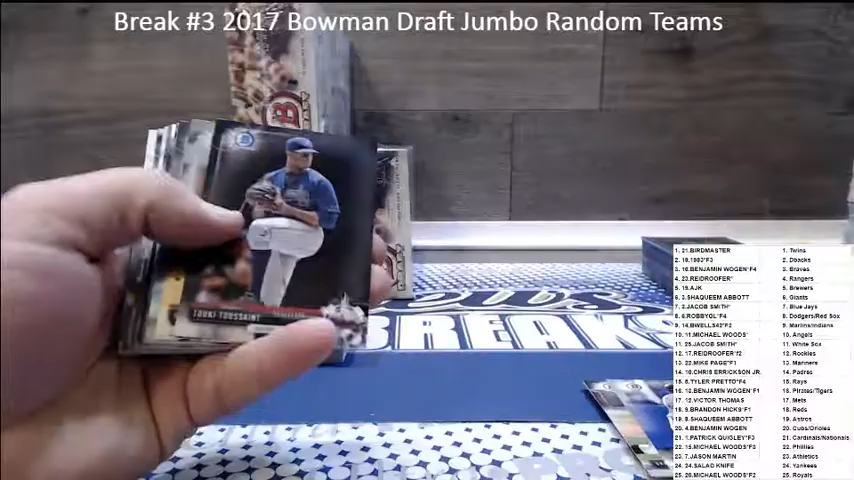 Break #3 2017 Bowman Draft Jumbo Random Teams
TOUKI TOUSSAINT
BREAKS
1. 21.BIRDMASTER 1. Twins
2. 18.1983*F3 2. Dbacks
3. 16.BENJAMIN WOGEN*F4 3. Braves
4. 23.REIDROOFER* 4. Rangers
5. 19.AJK 5. Brewers
6. 3.SHAQUEEM ABBOTT 6. Giants
7. 2.JACOB SMITH* 7. Blue Jays
8. 6.ROBBYOL*F4 8. Dodgers/Red Sox
9. 14.BWELLS42*F2 9. Marlins/Indians
10. 11.MICHAEL WOODS* 10. Angels
11. 25.JACOB SMITH* 11. White Sox
12. 17.REIDROOFER*f2 12. Rockies
13. 22.MIKE PAGE*F1 13. Mariners
14. 10.CHRIS ERRICKSON JR. 14. Padres
15. 8.TYLER PRETTO*F4 15. Rays
16. 13.BENJAMIN WOGEN*F1 16. Pirates/Tigers
17. 12.VICTOR THOMAS 17. Mets
18. 9.BRANDON HICKS*F1 18. Reds
19. 5.SHAQUEEM ABBOTT 19. Astros
20. 4.BENJAMIN WOGEN 20. Cubs/Orioles
21. 1.PATRICK QUIGLEY*F3 21. Cardinals/Nationals
22. 15.MICHAEL WOODS*F3 22. Phillies
23. 7.JASON MARTIN 23. Athletics
24. 24.SALAD KNIFE 24. Yankees
25. 20.MICHAEL WOODS*F2 25. Royals